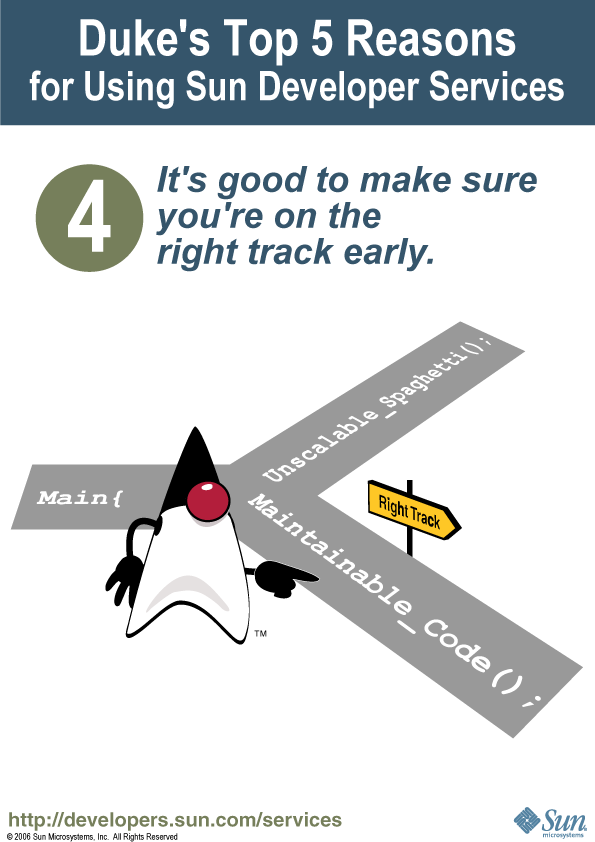 Duke's Top 5 Reasons
for Using Sun Developer Services
4
It's good to make sure
you're on the
right track early.
Unscalable_Spaghetti();
Main{
Right Track
Maintainable_Code();
TM
http://developers.sun.com/services
© 2006 Sun Microsystems, Inc.  All Rights Reserved
Sun
microsystems